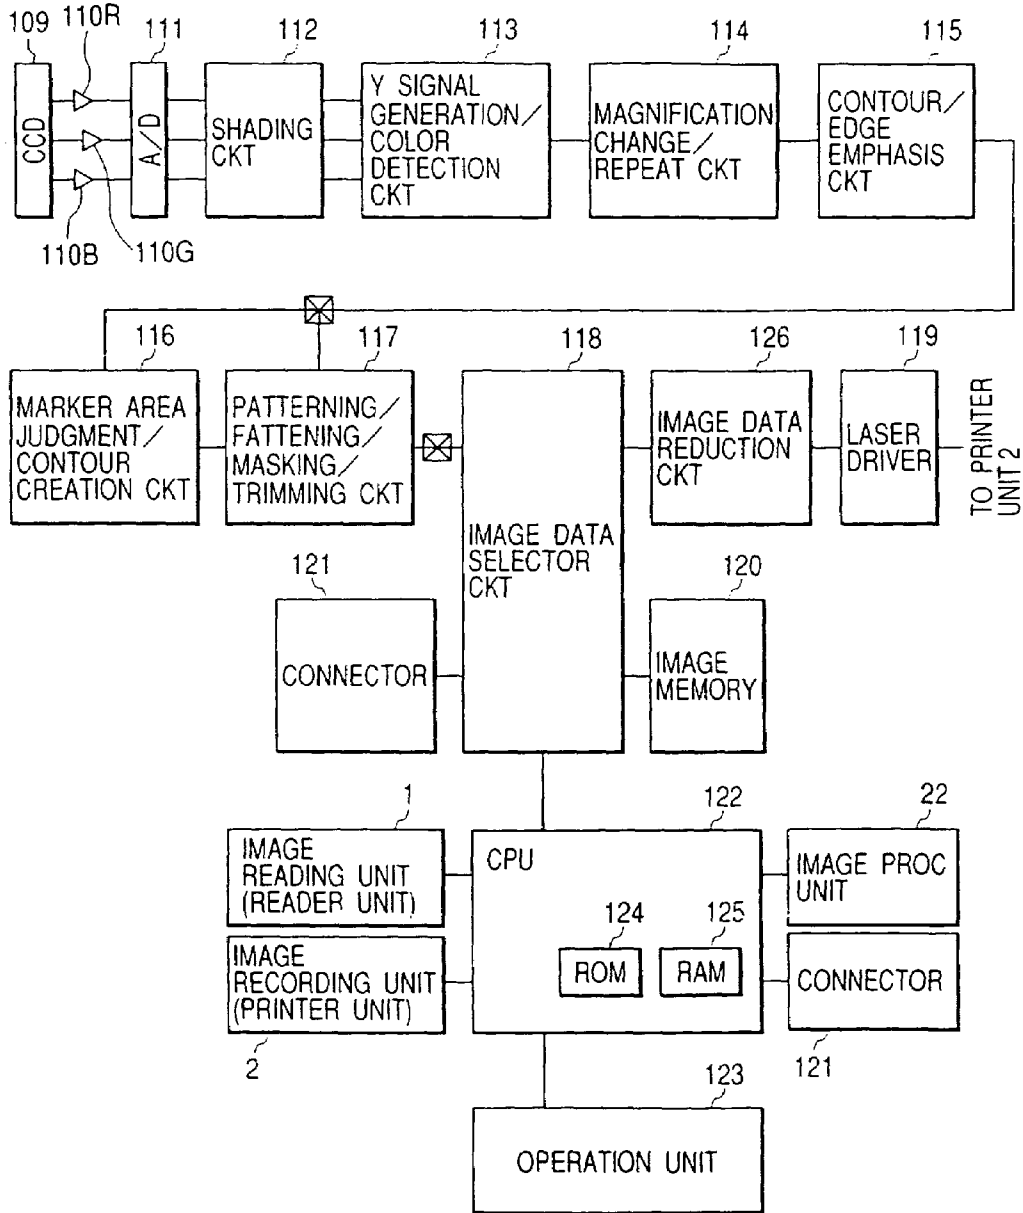 110R
109
111
112
113
114
115
CCD
A/D
SHADING
CKT
Y SIGNAL
GENERATION/
COLOR
DETECTION
CKT
MAGNIFICATION
CHANGE/
REPEAT CKT
CONTOUR/
EDGE
EMPHASIS
CKT
110B
110G
116
117
118
126
119
MARKER AREA
JUDGMENT/
CONTOUR
CREATION CKT
PATTERNING/
FATTENING/
MASKING/
TRIMMING CKT
IMAGE DATA
SELECTOR
CKT
IMAGE DATA
REDUCTION
CKT
LASER
DRIVER
TO PRINTER
UNIT 2
121
120
CONNECTOR
IMAGE
MEMORY
1
122
22
IMAGE
READING UNIT
(READER UNIT)
CPU
IMAGE PROC
UNIT
124
125
ROM
RAM
IMAGE
RECORDING UNIT
(PRINTER UNIT)
CONNECTOR
2
121
123
OPERATION UNIT